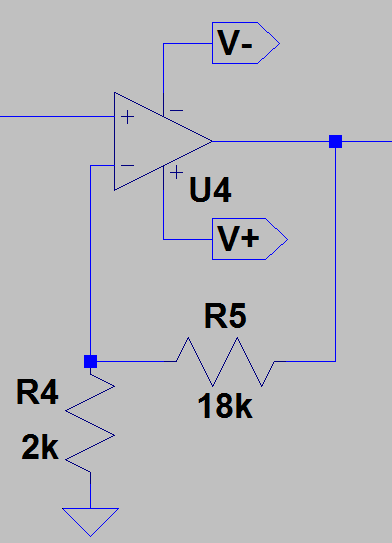 V-
+
−
−
+
U4
V+
R5
18k
R4
2k